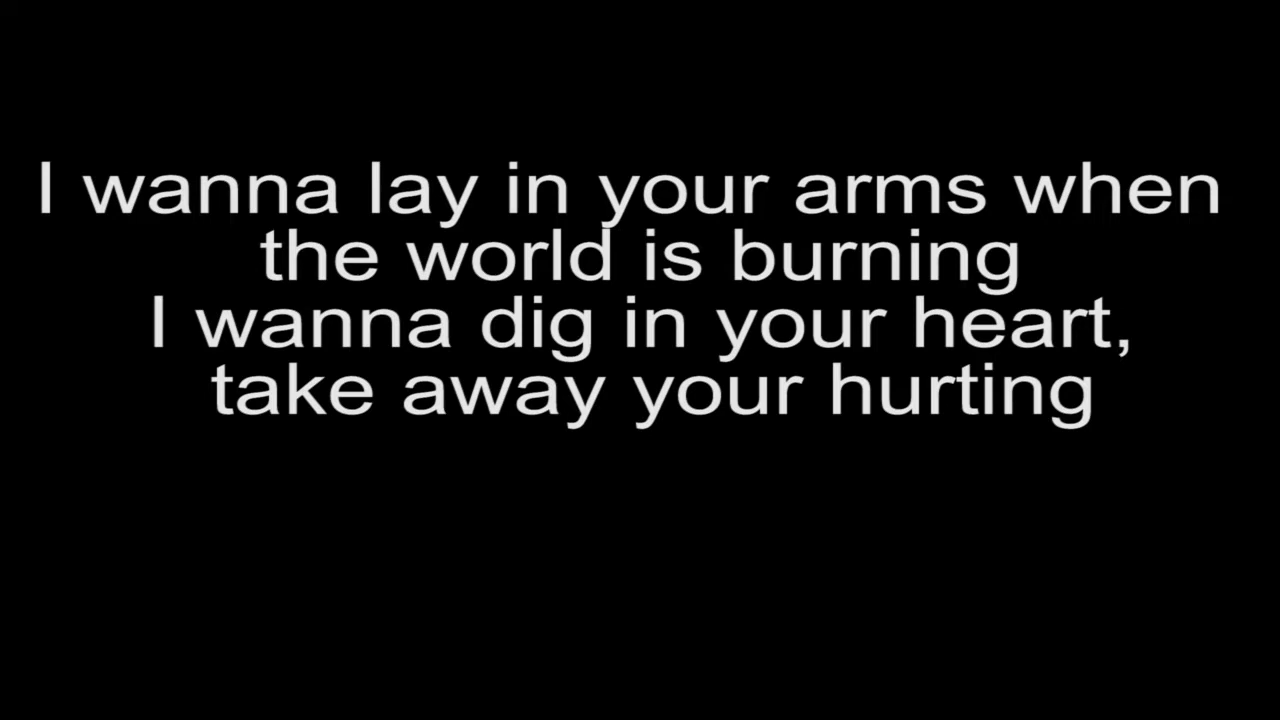 I wanna lay in your arms when
the world is burning
I wanna dig in your heart,
take away your hurting